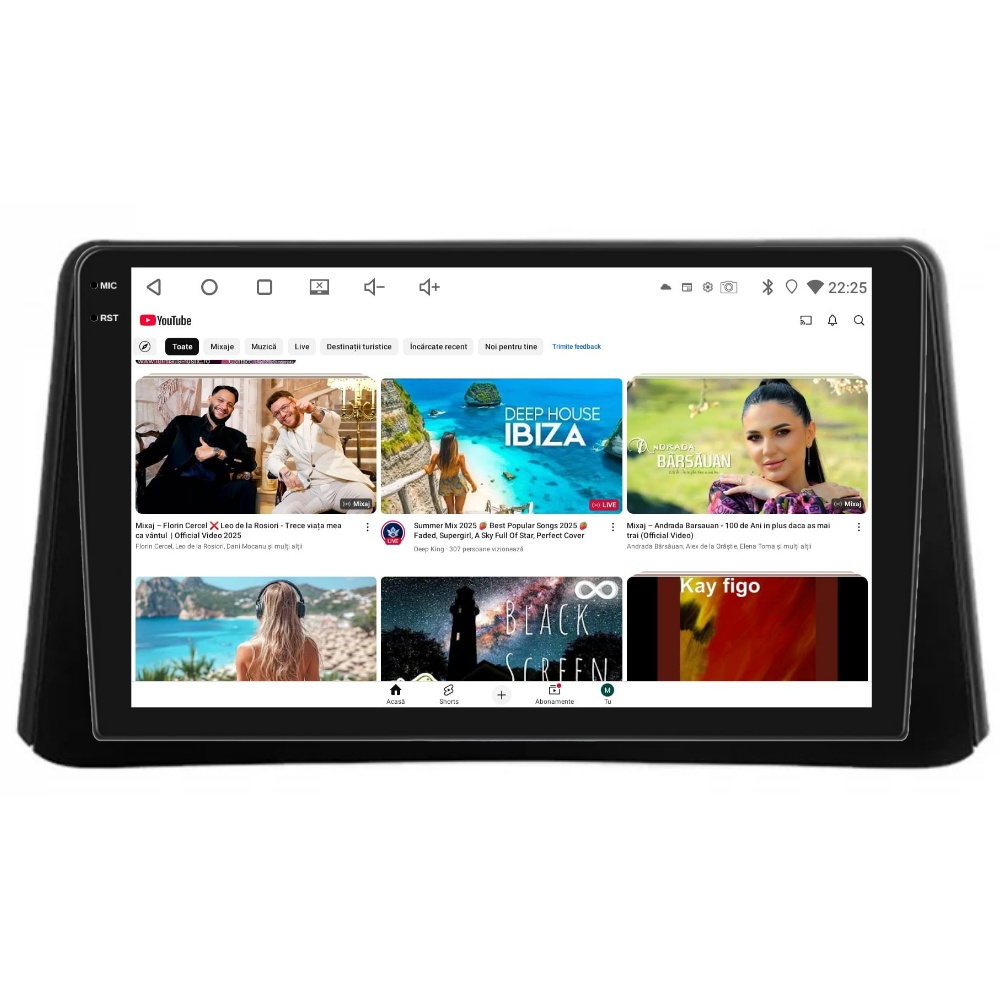 MIC
22:25
RST
YouTube
Toate
Mixaje
Muzică
Live
Destinații turistice
Încărcate recent
Noi pentru tine
Trimite feedback
Mixaj
DEEP HOUSE
IBIZA
LIVE
ANDRADA
BÂRSĂUAN
Mixaj
Mixaj – Florin Cercel ❌ Leo de la Rosiori - Trece viața mea
ca vântul | Official Video 2025
Florin Cercel, Leo de la Rosiori, Dani Mocanu și mulți alții
LIVE
Summer Mix 2025 🍓 Best Popular Songs 2025 🍓
Faded, Supergirl, A Sky Full Of Star, Perfect Cover
Deep King · 307 persoane vizionează
Mixaj – Andrada Barsauan - 100 de Ani in plus daca as mai
trai (Official Video)
Andrada Bârsăuan, Alex de la Orăștie, Elena Toma și mulți alții
BLACK
SCREEN
Kay figo
Acasă
Shorts
Abonamente
M
Tu